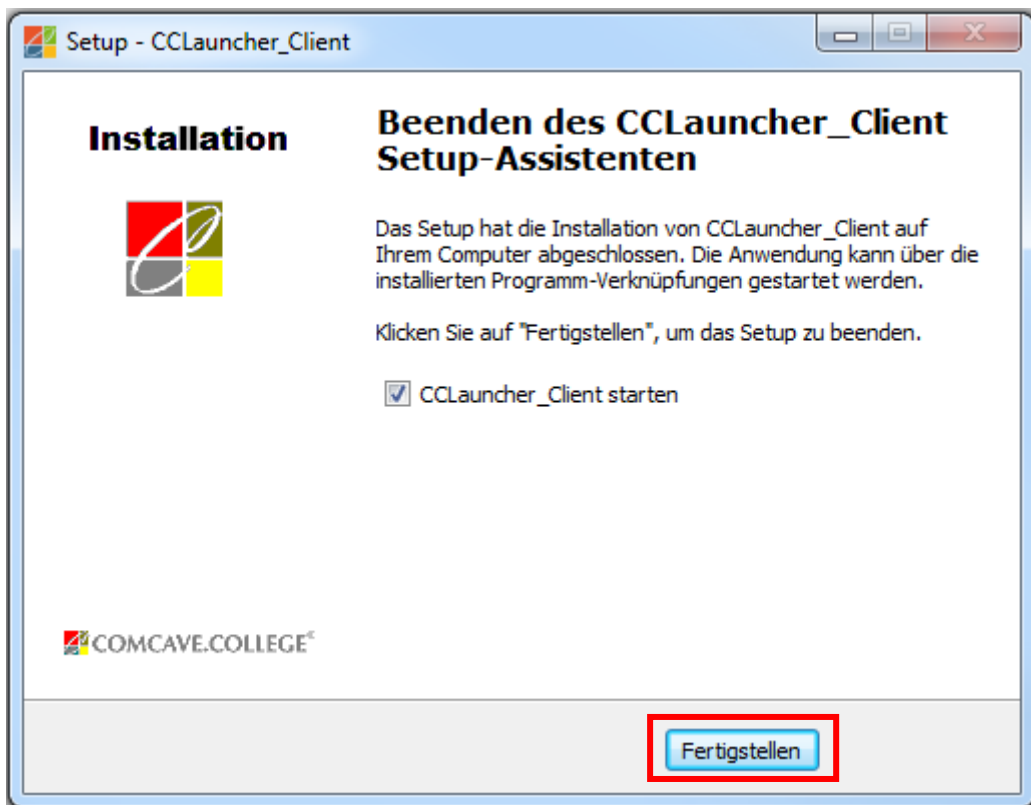 Setup - CCLauncher_Client
Installation
Beenden des CCLauncher_Client
Setup-Assistenten
Das Setup hat die Installation von CCLauncher_Client auf
Ihrem Computer abgeschlossen. Die Anwendung kann über die
installierten Programm-Verknüpfungen gestartet werden.
Klicken Sie auf "Fertigstellen", um das Setup zu beenden.
CCLauncher_Client starten
COMCAVE.COLLEGE®
Fertigstellen